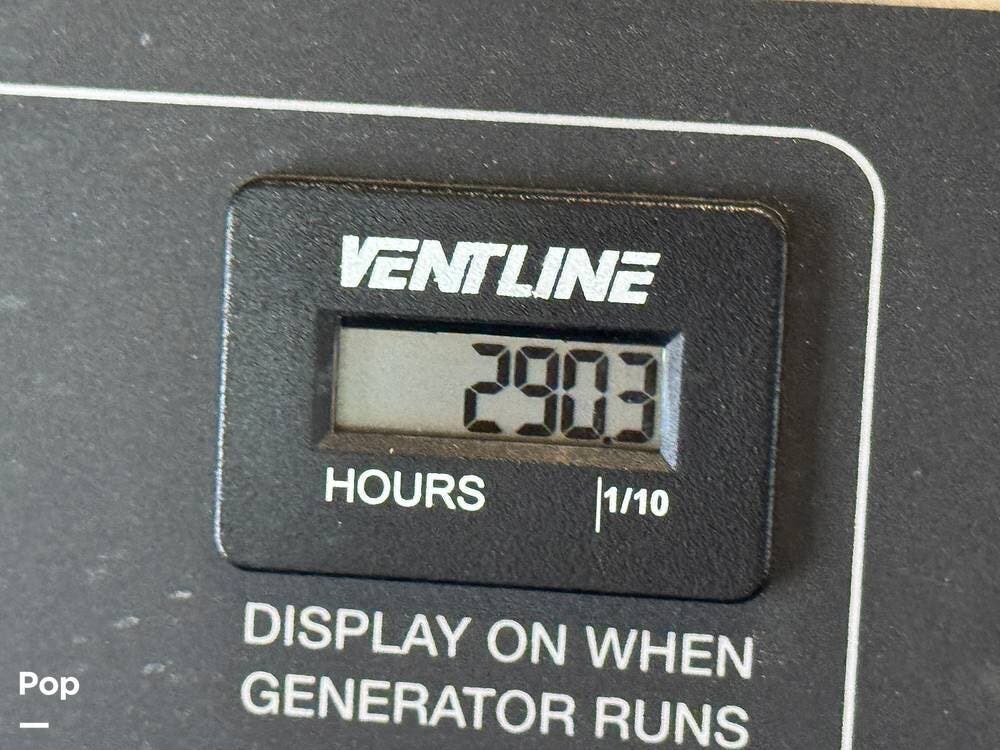 VENTLINE
290.3
HOURS 1/10
DISPLAY ON WHEN
GENERATOR RUNS
Pop